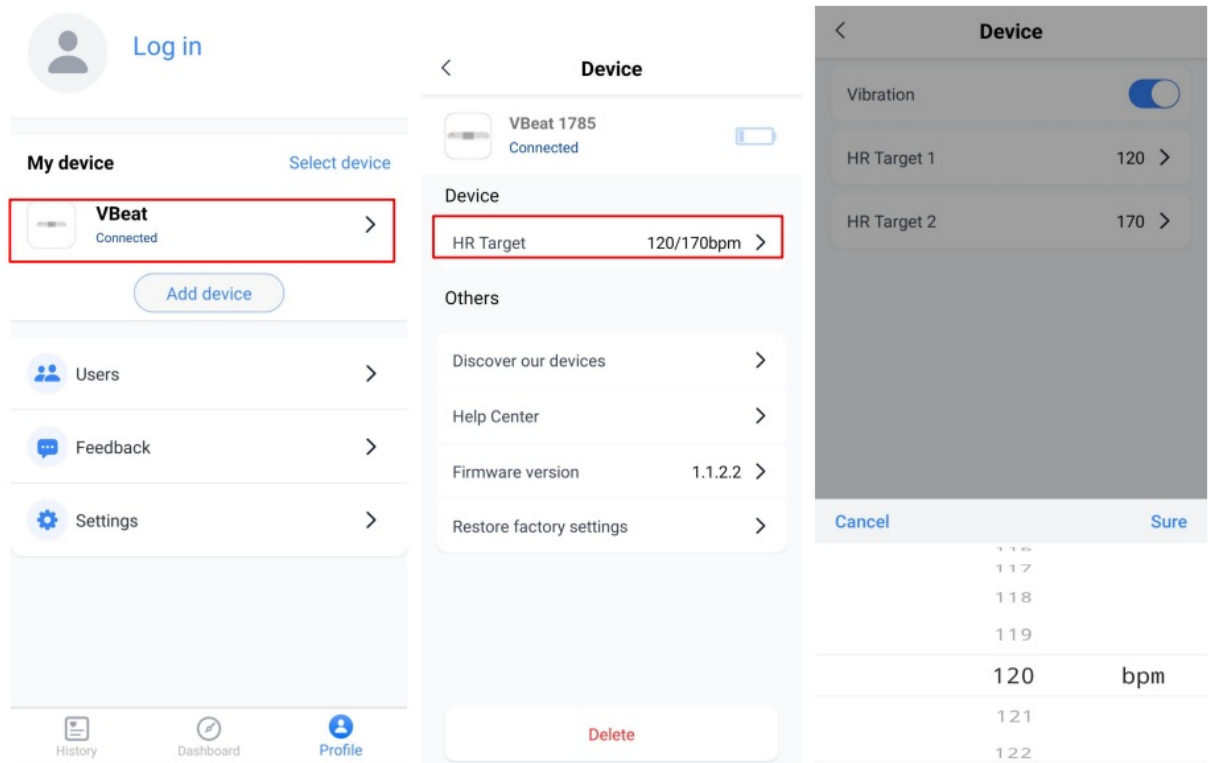 Log in
My device
Select device
VBeat
Connected
Add device
Users
Feedback
Settings
History
Dashboard
Profile
Device
VBeat 1785
Connected
Device
HR Target 120/170bpm
Others
Discover our devices
Help Center
Firmware version 1.1.2.2
Restore factory settings
Delete
Device
Vibration
HR Target 1 120
HR Target 2 170
Cancel Sure
116
117
118
119
120 bpm
121
122